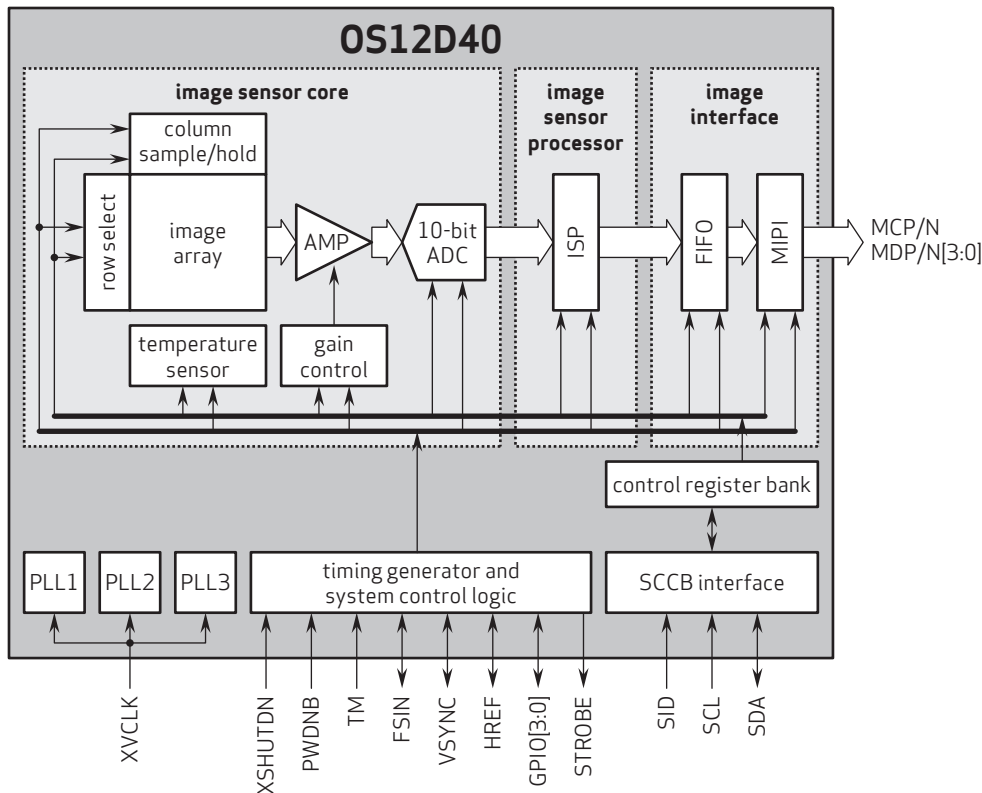 OS12D40
image sensor core
image
sensor
processor
image
interface
column
sample/hold
row select
image
array
AMP
10-bit
ADC
ISP
FIFO
MIPI
MCP/N
MDP/N[3:0]
temperature
sensor
gain
control
control register bank
PLL1
PLL2
PLL3
timing generator and
system control logic
SCCB interface
XVCLK
XSHUTDN
PWDNB
TM
FSIN
VSYNC
HREF
GPIO[3:0]
STROBE
SID
SCL
SDA